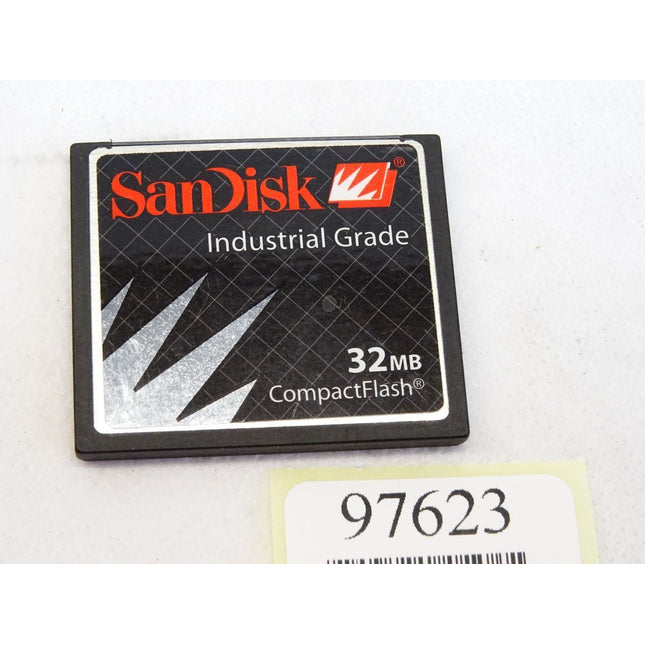 SanDisk ®
Industrial Grade
32MB
CompactFlash®
97623